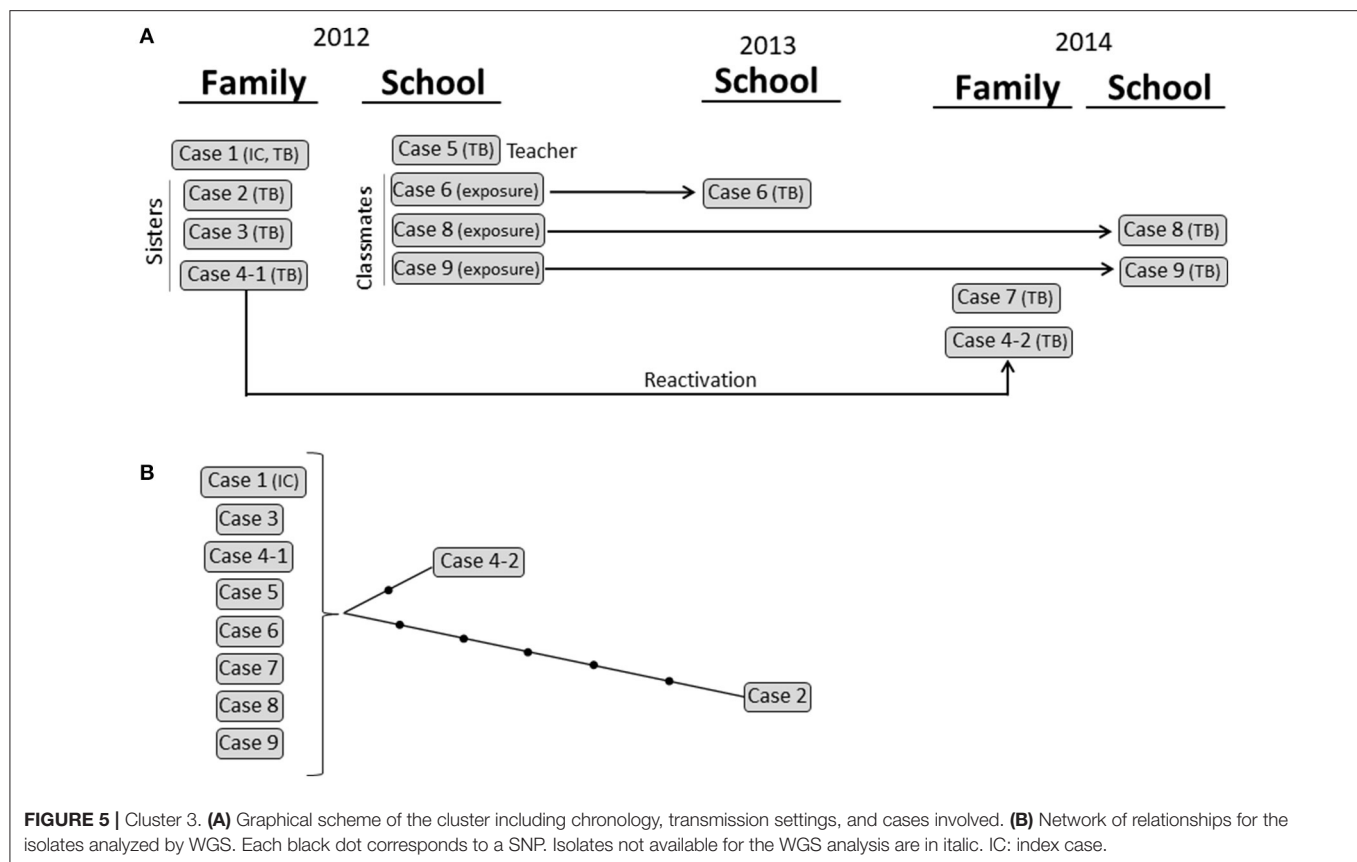 A
2012
2013
2014
Family
School
School
Family
School
Case 1 (IC, TB)
Case 5 (TB) Teacher
Sisters
Case 2 (TB)
Classmates
Case 6 (exposure)
Case 6 (TB)
Case 3 (TB)
Case 8 (exposure)
Case 8 (TB)
Case 4-1 (TB)
Case 9 (exposure)
Case 9 (TB)
Case 7 (TB)
Case 4-2 (TB)
Reactivation
B
Case 1 (IC)
Case 3
Case 4-1
Case 4-2
Case 5
Case 6
Case 7
Case 2
Case 8
Case 9
FIGURE 5 | Cluster 3. (A) Graphical scheme of the cluster including chronology, transmission settings, and cases involved. (B) Network of relationships for the
isolates analyzed by WGS. Each black dot corresponds to a SNP. Isolates not available for the WGS analysis are in italic. IC: index case.